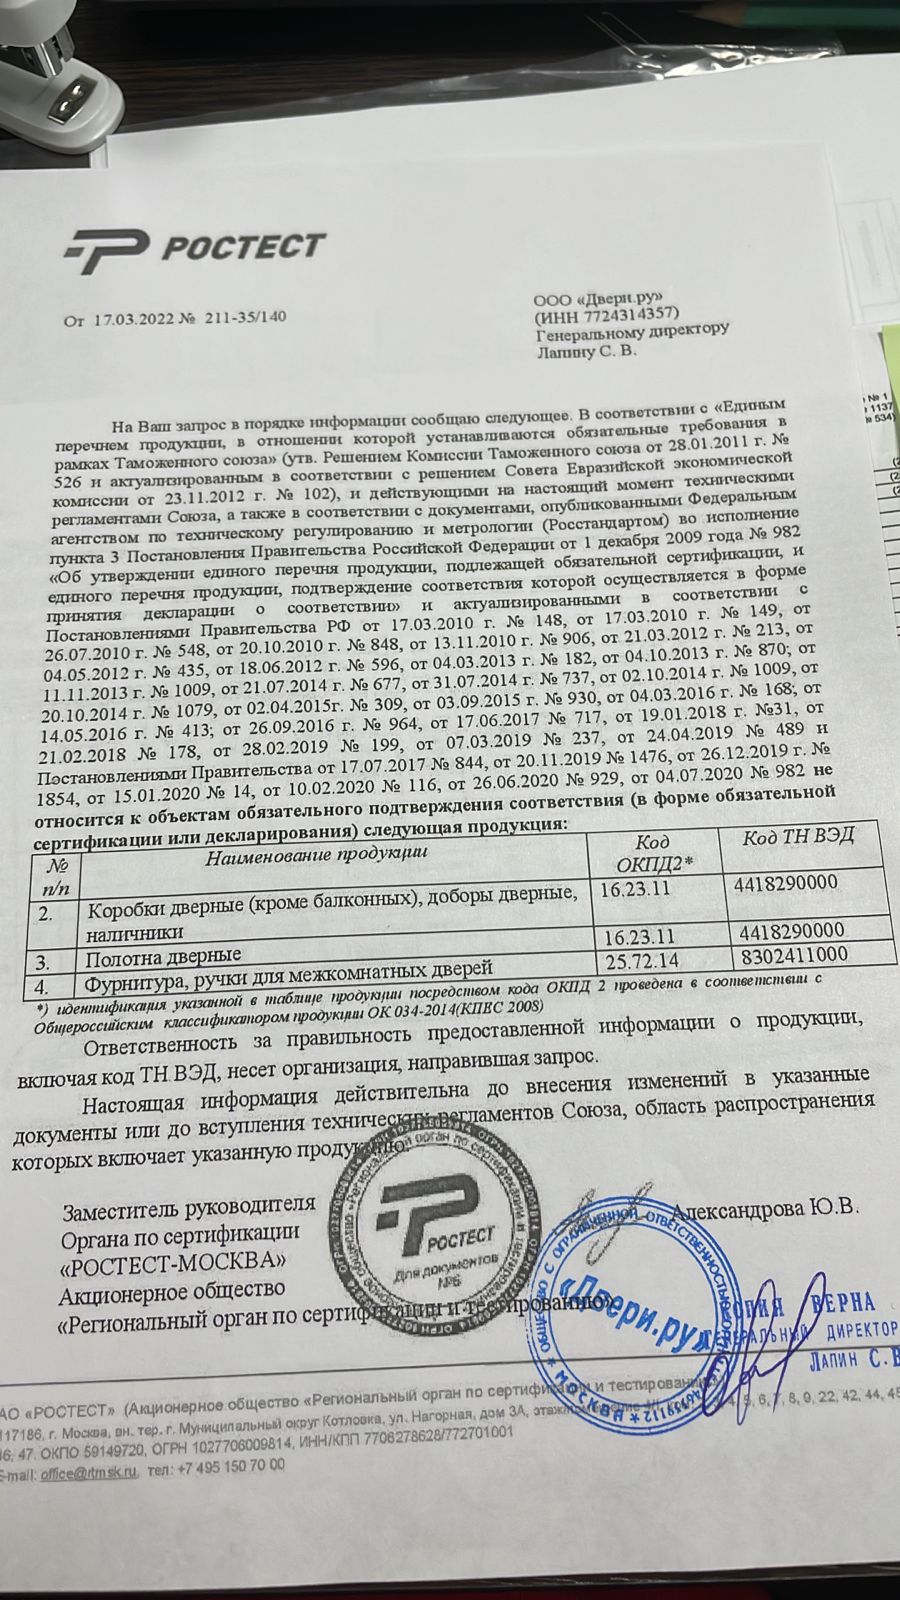 РОСТЕСТ
От 17.03.2022 № 211-35/140
ООО «Двери.ру»
(ИНН 7724314357)
Генеральному директору
Лапину С. В.
На Ваш запрос в порядке информации сообщаю следующее. В соответствии с «Единым
перечнем продукции, в отношении которой устанавливаются обязательные требования в
рамках Таможенного союза» (утв. Решением Комиссии Таможенного союза от 28.01.2011 г. №
526 и актуализированным в соответствии с решением Совета Евразийской экономической
комиссии от 23.11.2012 г. № 102), и действующими на настоящий момент техническими
регламентами Союза, а также в соответствии с документами, опубликованными Федеральным
агентством по техническому регулированию и метрологии (Росстандартом) во исполнение
пункта 3 Постановления Правительства Российской Федерации от 1 декабря 2009 года № 982
«Об утверждении единого перечня продукции, подлежащей обязательной сертификации, и
единого перечня продукции, подтверждение соответствия которой осуществляется в форме
принятия декларации о соответствии» и актуализированными в соответствии с
Постановлениями Правительства РФ от 17.03.2010 г. № 148, от 17.03.2010 г. № 149, от
26.07.2010 г. № 548, от 20.10.2010 г. № 848, от 13.11.2010 г. № 906, от 21.03.2012 г. № 213, от
04.05.2012 г. № 435, от 18.06.2012 г. № 596, от 04.03.2013 г. № 182, от 04.10.2013 г. № 870; от
11.11.2013 г. № 1009, от 21.07.2014 г. № 677, от 31.07.2014 г. № 737, от 02.10.2014 г. № 1009, от
20.10.2014 г. № 1079, от 02.04.2015г. № 309, от 03.09.2015 г. № 930, от 04.03.2016 г. № 168; от
14.05.2016 г. № 413; от 26.09.2016 г. № 964, от 17.06.2017 № 717, от 19.01.2018 г. №31, от
21.02.2018 № 178, от 28.02.2019 № 199, от 07.03.2019 № 237, от 24.04.2019 № 489 и
Постановлениями Правительства от 17.07.2017 № 844, от 20.11.2019 № 1476, от 26.12.2019 г. №
1854, от 15.01.2020 № 14, от 10.02.2020 № 116, от 26.06.2020 № 929, от 04.07.2020 № 982 не
относится к объектам обязательного подтверждения соответствия (в форме обязательной
сертификации или декларирования) следующая продукция:
№ п/п Наименование продукции Код ОКПД2* Код ТН ВЭД
2. Коробки дверные (кроме балконных), доборы дверные, 16.23.11 4418290000
наличники
3. Полотна дверные 16.23.11 4418290000
4. Фурнитура, ручки для межкомнатных дверей 25.72.14 8302411000
*) идентификация указанной в таблице продукции посредством кода ОКПД 2 проведена в соответствии с
Общероссийским классификатором продукции ОК 034-2014(КПЕС 2008)
Ответственность за правильность предоставленной информации о продукции,
включая код ТН ВЭД, несет организация, направившая запрос.
Настоящая информация действительна до внесения изменений в указанные
документы или до вступления технических регламентов Союза, область распространения
которых включает указанную продукцию.
Заместитель руководителя
Органа по сертификации
«РОСТЕСТ-МОСКВА»
Акционерное общество
«Региональный орган по сертификации и тестированию»
Александрова Ю.В.
РОСТЕСТ
Для документов
№6
ОБЩЕСТВО С ОГРАНИЧЕННОЙ ОТВЕТСТВЕННОСТЬЮ
«Двери.ру»
МОСКВА
КОПИЯ ВЕРНА
ГЕНЕРАЛЬНЫЙ ДИРЕКТОР
ЛАПИН С.В
АО «РОСТЕСТ» (Акционерное общество «Региональный орган по сертификации и тестированию»
117186, г. Москва, вн. тер. г. Муниципальный округ Котловка, ул. Нагорная, дом 3А, 4, 5, 6, 7, 8, 9, 22, 42, 44, 45
46, 47. ОКПО 59149720, ОГРН 1027706009814, ИНН/КПП 7706278628/772701001
E-mail: office@rtmsk.ru, тел: +7 495 150 70 00
№ 1
1137
№ 534)